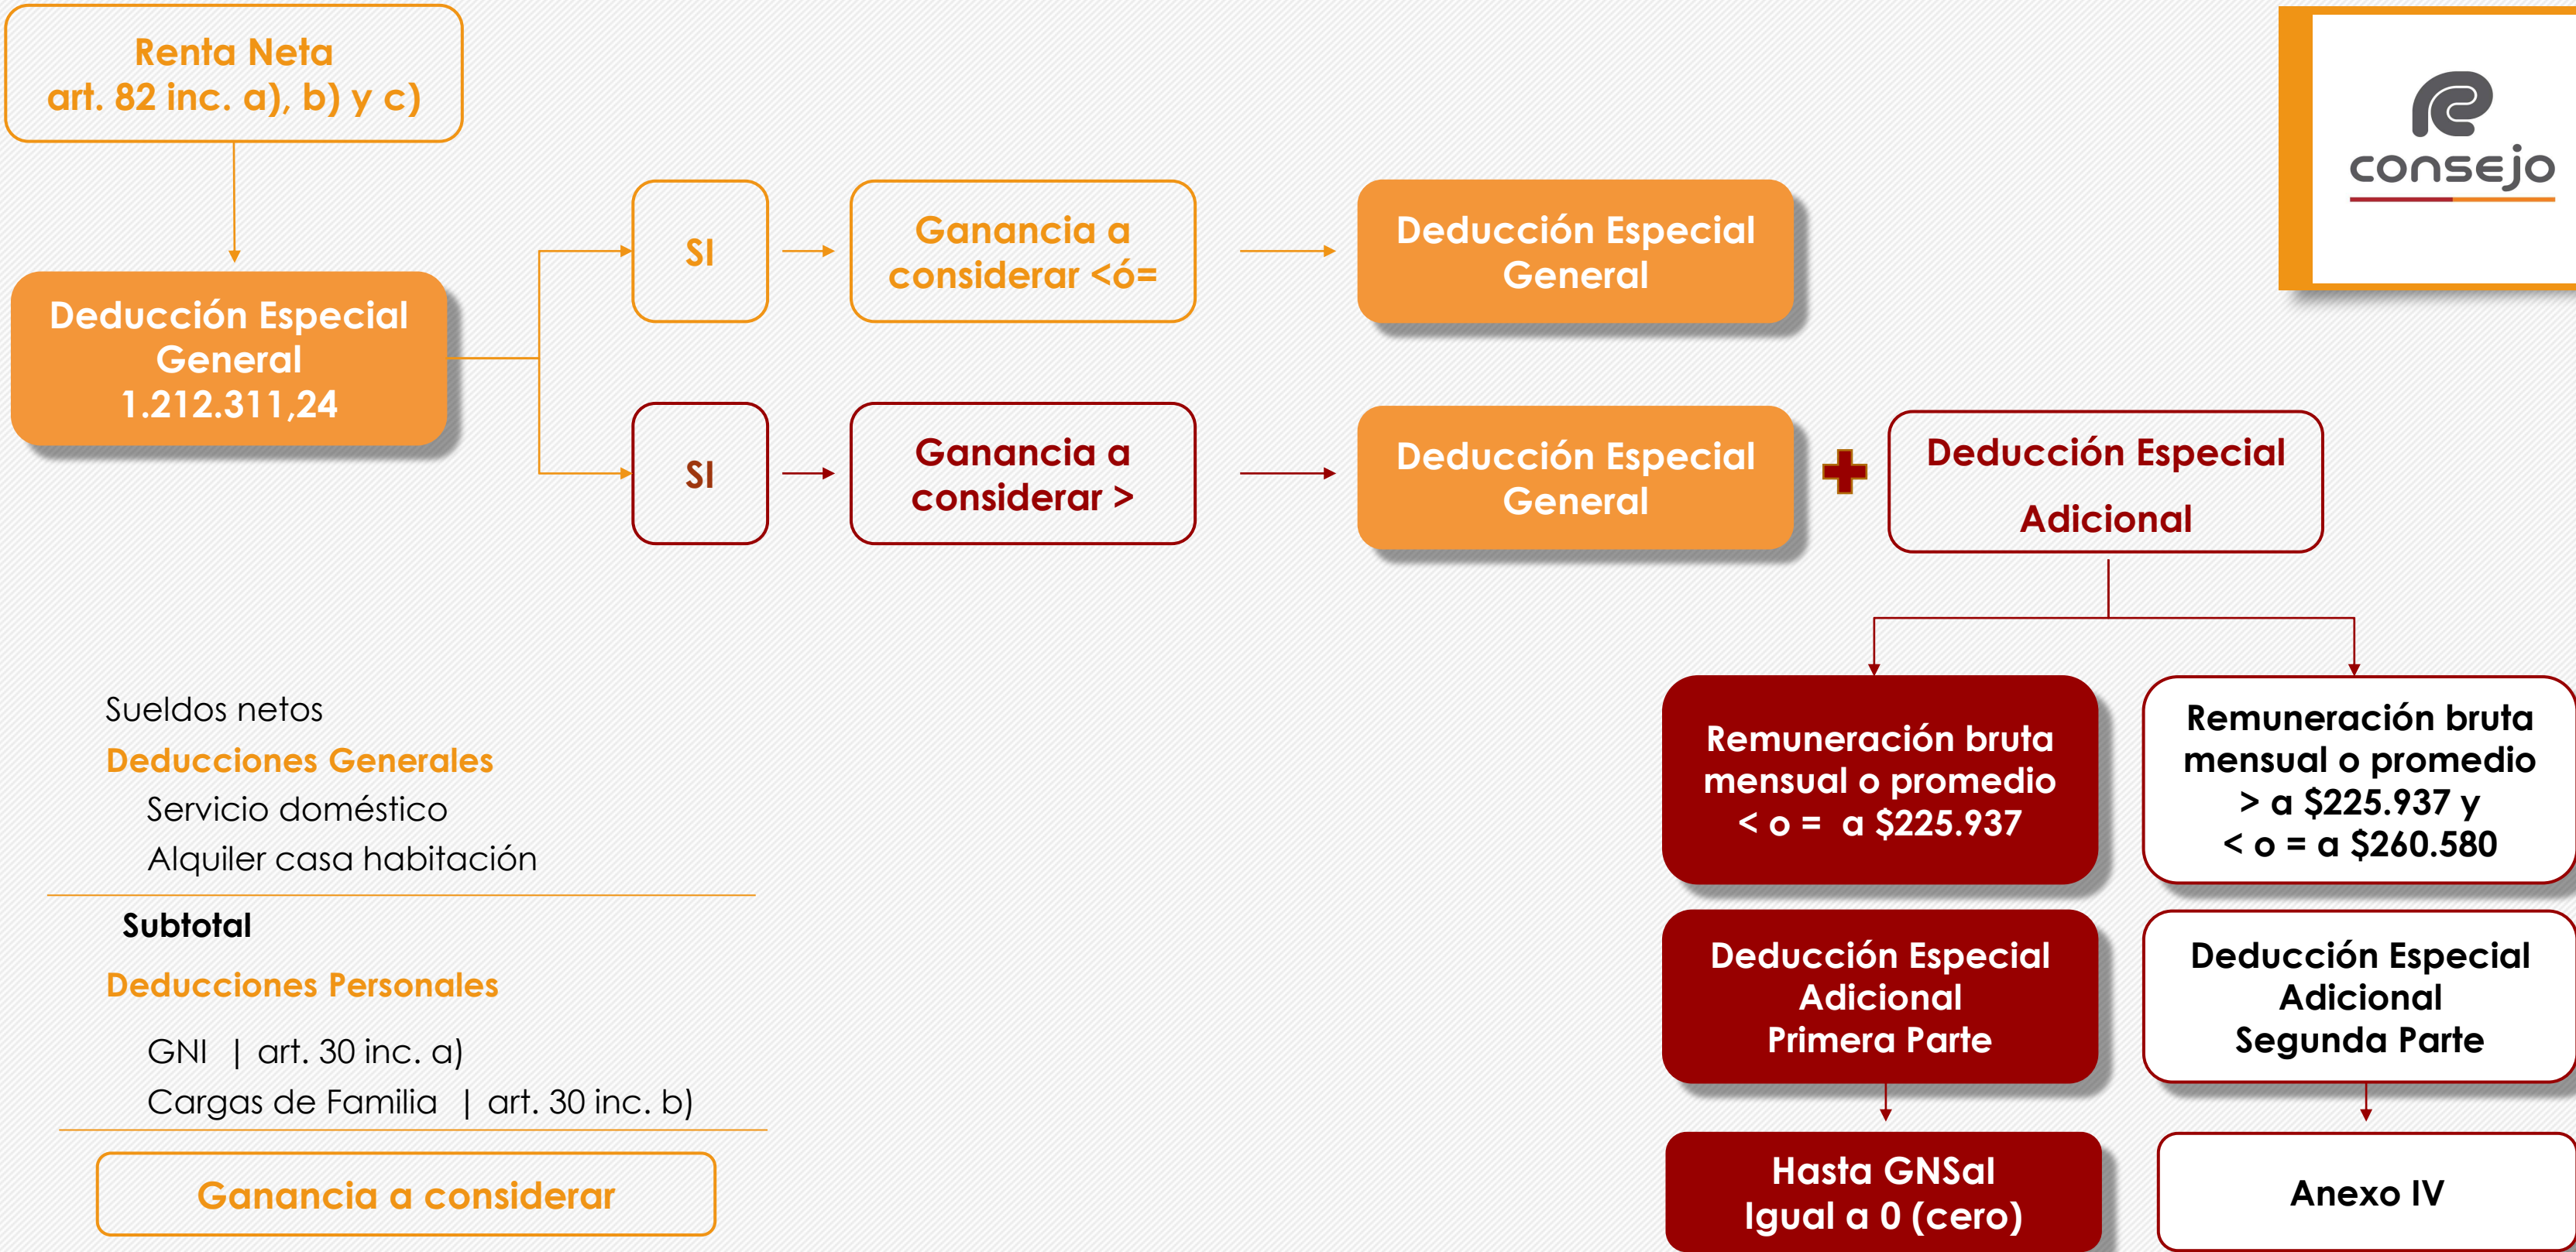 Renta Neta
art. 82 inc. a), b) y c)
consejo
Deducción Especial
General
1.212.311,24
SI
Ganancia a
considerar <ó=
Deducción Especial
General
SI
Ganancia a
considerar >
Deducción Especial
General
Deducción Especial
Adicional
Sueldos netos
Deducciones Generales
Servicio doméstico
Alquiler casa habitación
Subtotal
Deducciones Personales
GNI | art. 30 inc. a)
Cargas de Familia | art. 30 inc. b)
Ganancia a considerar
Remuneración bruta
mensual o promedio
< o = a $225.937
Deducción Especial
Adicional
Primera Parte
Hasta GNSal
Igual a 0 (cero)
Remuneración bruta
mensual o promedio
> a $225.937 y
< o = a $260.580
Deducción Especial
Adicional
Segunda Parte
Anexo IV